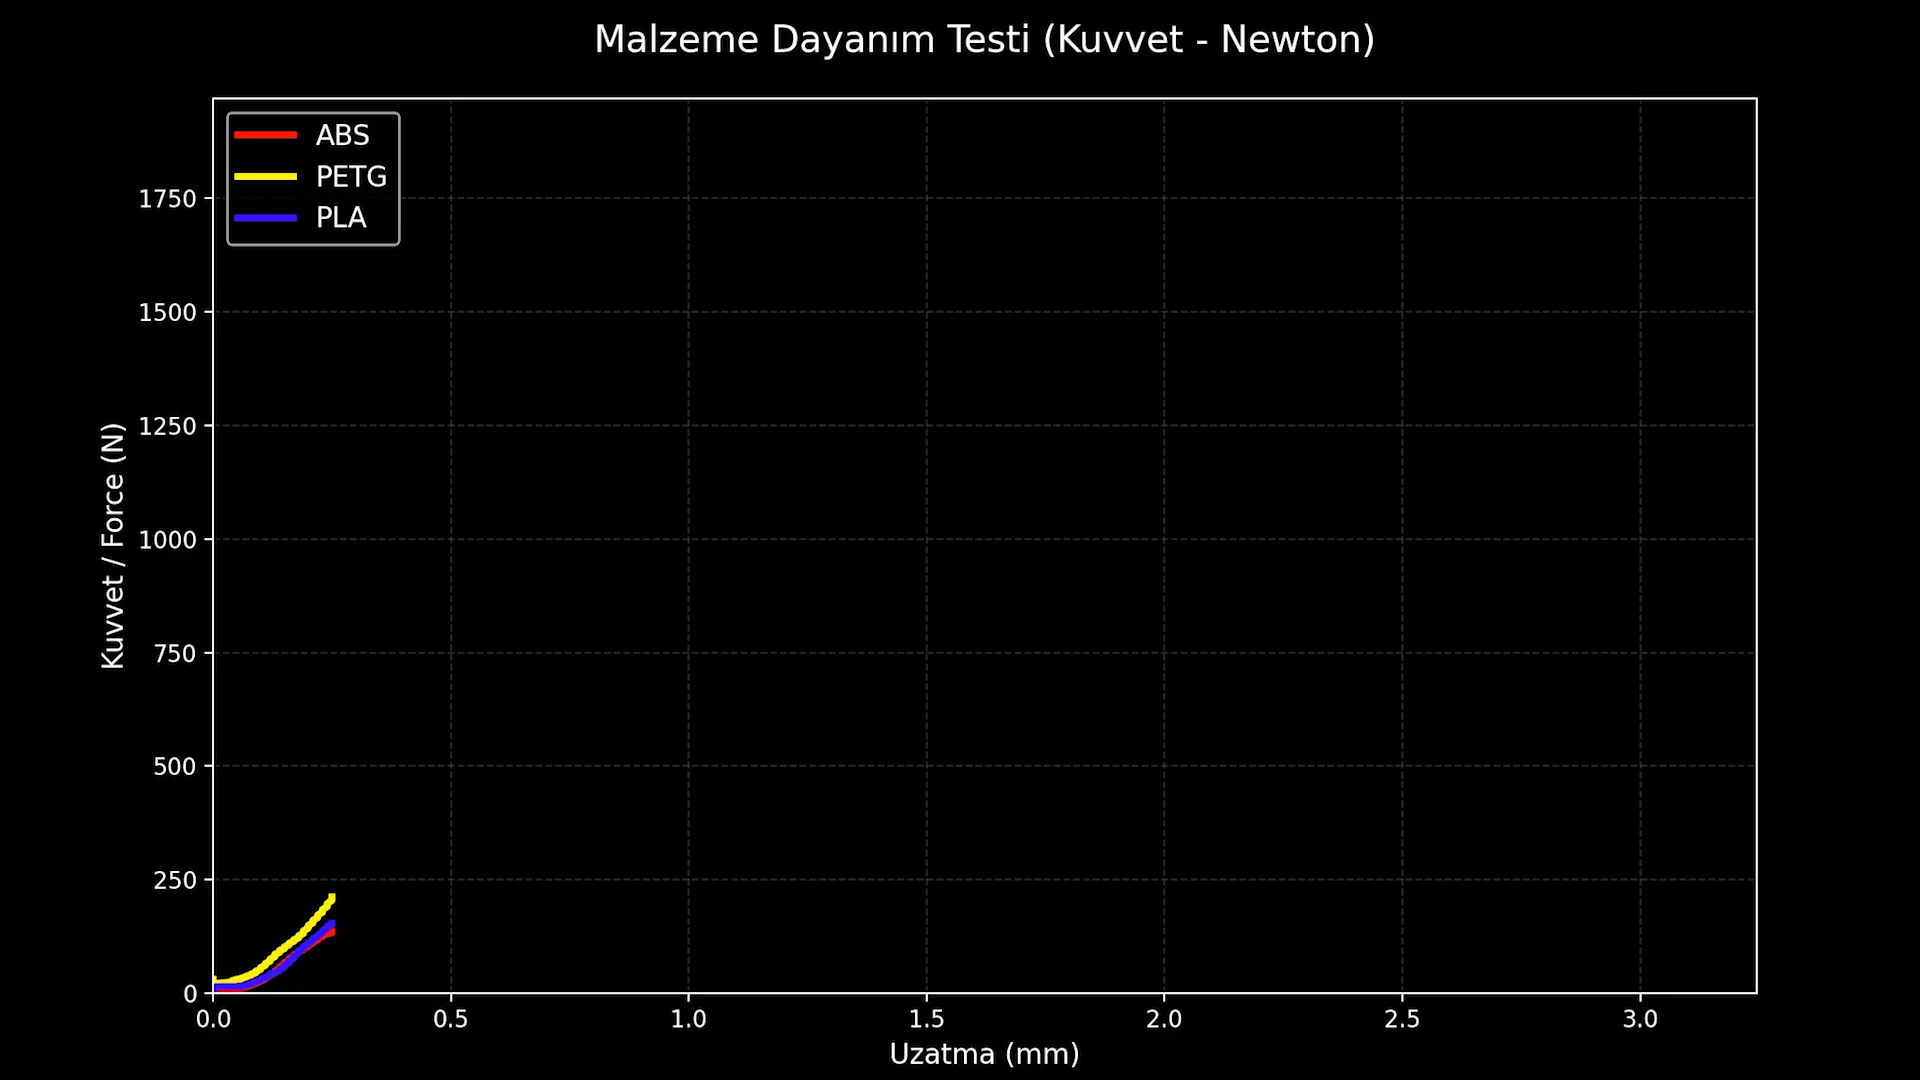 Malzeme Dayanım Testi (Kuvvet - Newton)
ABS
PETG
PLA
Kuvvet / Force (N)
1750
1500
1250
1000
750
500
250
0
0.0 0.5 1.0 1.5 2.0 2.5 3.0
Uzatma (mm)